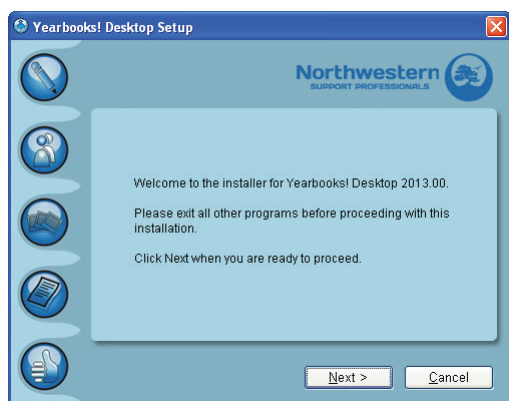 Yearbooks! Desktop Setup
Northwestern
SUPPORT PROFESSIONALS
Welcome to the installer for Yearbooks! Desktop 2013.00.
Please exit all other programs before proceeding with this
installation.
Click Next when you are ready to proceed.
Next >
Cancel